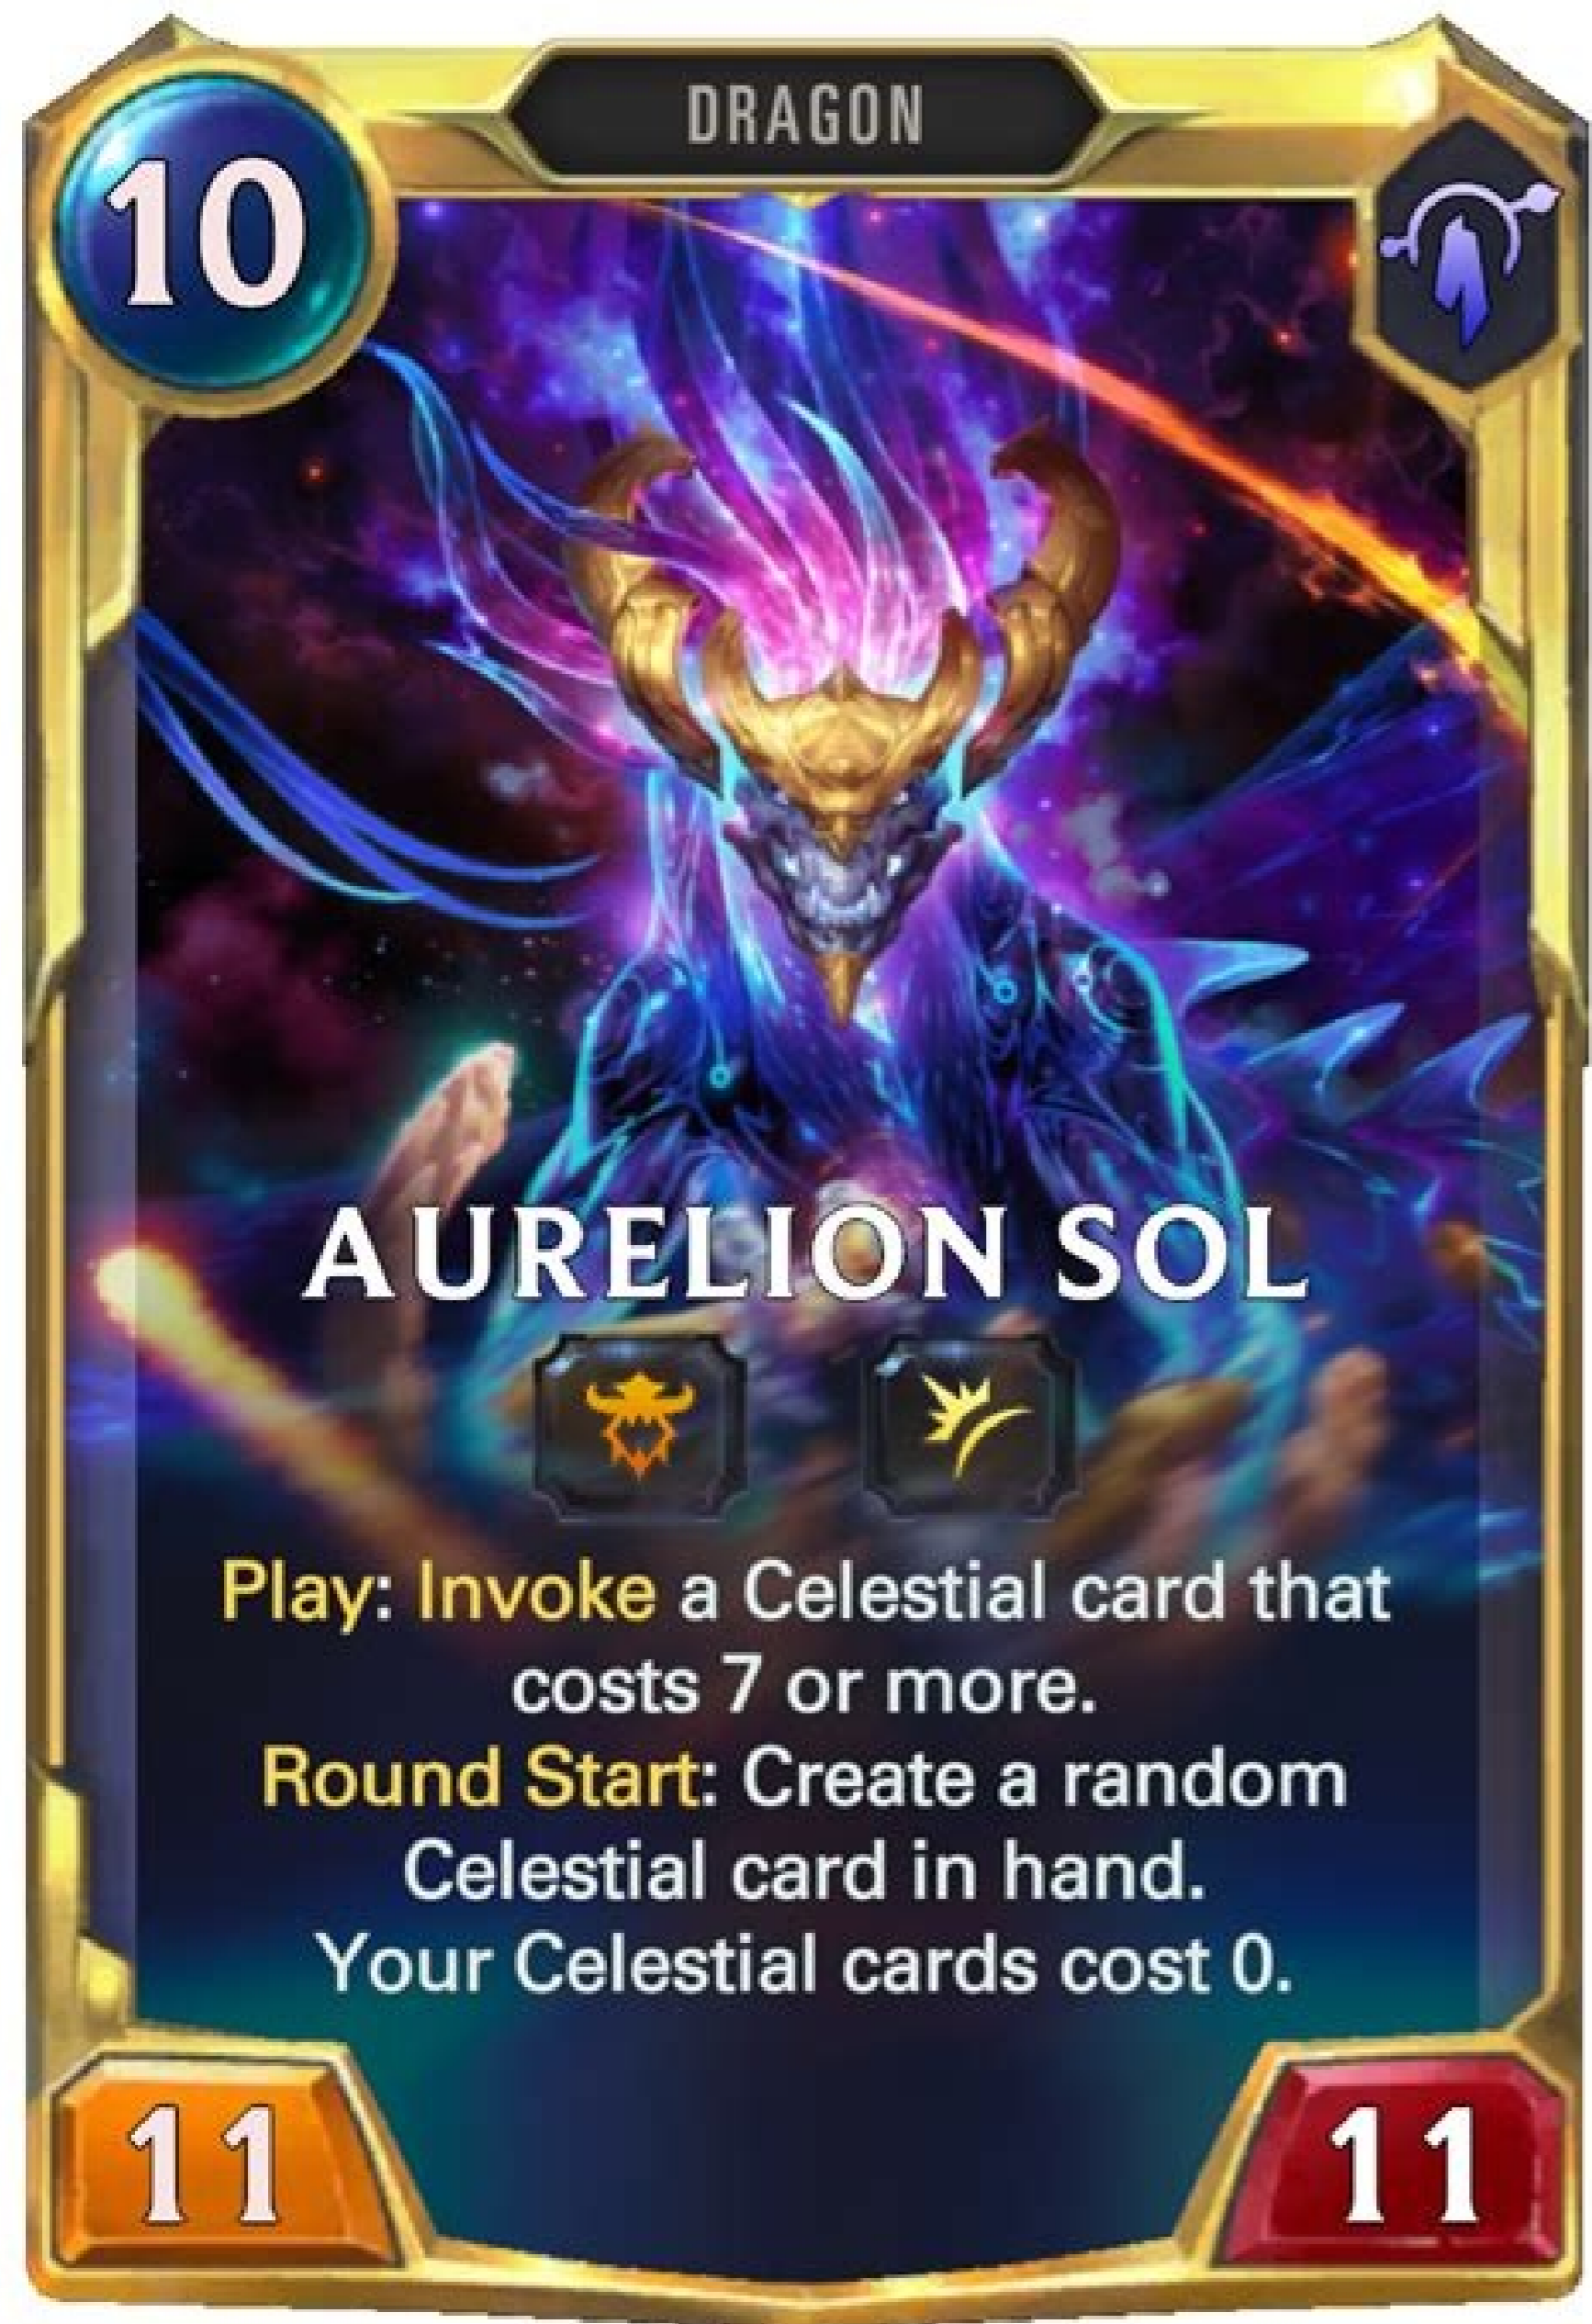 DRAGON
10
AURELION SOL
Play: Invoke a Celestial card that
costs 7 or more.
Round Start: Create a random
Celestial card in hand.
Your Celestial cards cost 0.
11
11